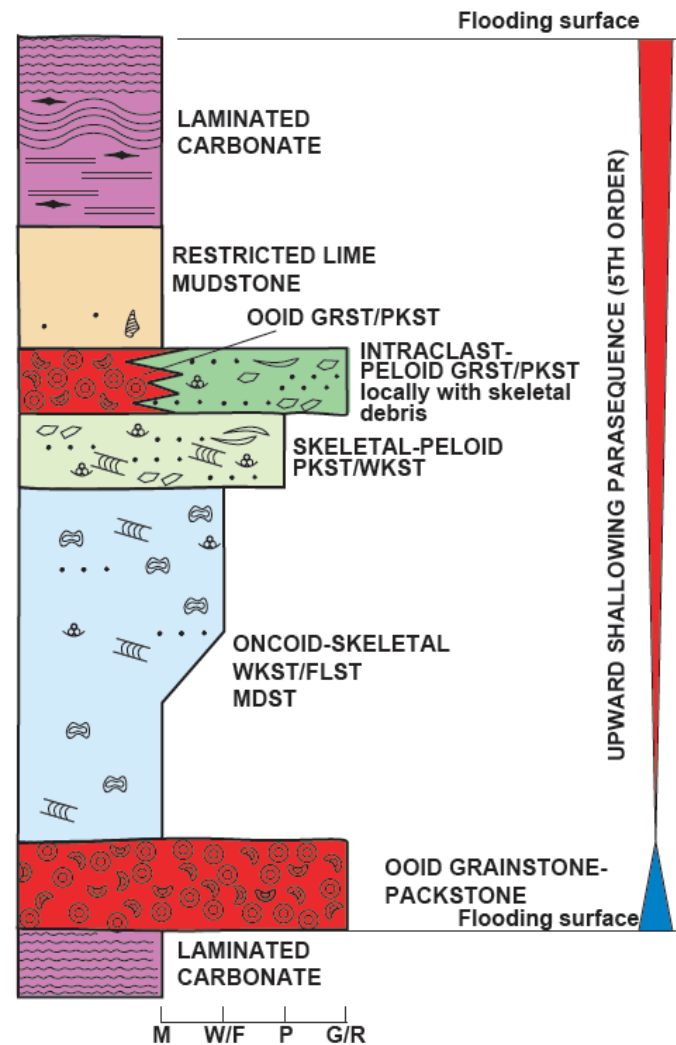 Flooding surface
LAMINATED
CARBONATE
RESTRICTED LIME
MUDSTONE
OOID GRST/PKST
INTRACLAST-
PELOID GRST/PKST
locally with skeletal
debris
SKELETAL-PELOID
PKST/WKST
UPWARD SHALLOWING PARASEQUENCE (5TH ORDER)
ONCOID-SKELETAL
WKST/FLST
MDST
OOID GRAINSTONE-
PACKSTONE
Flooding surface
LAMINATED
CARBONATE
M W/F P G/R